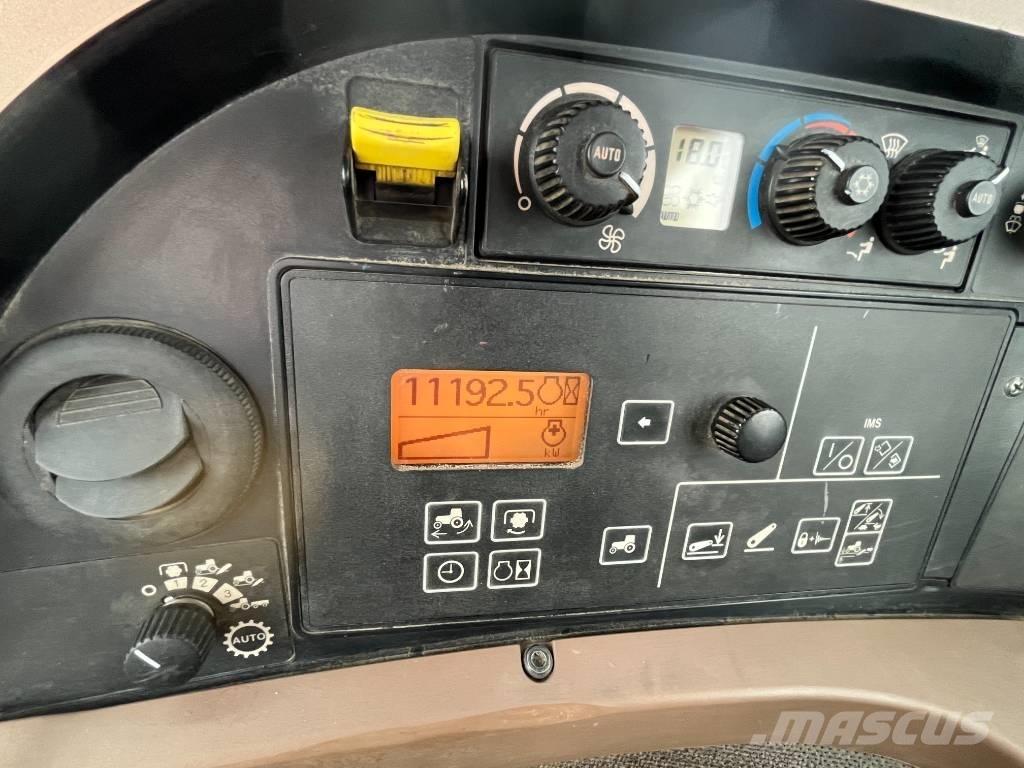 AUTO
18.0
AUTO
AUTO
11192.5
hr
kW
IMS
1 2 3
AUTO
MASCUS